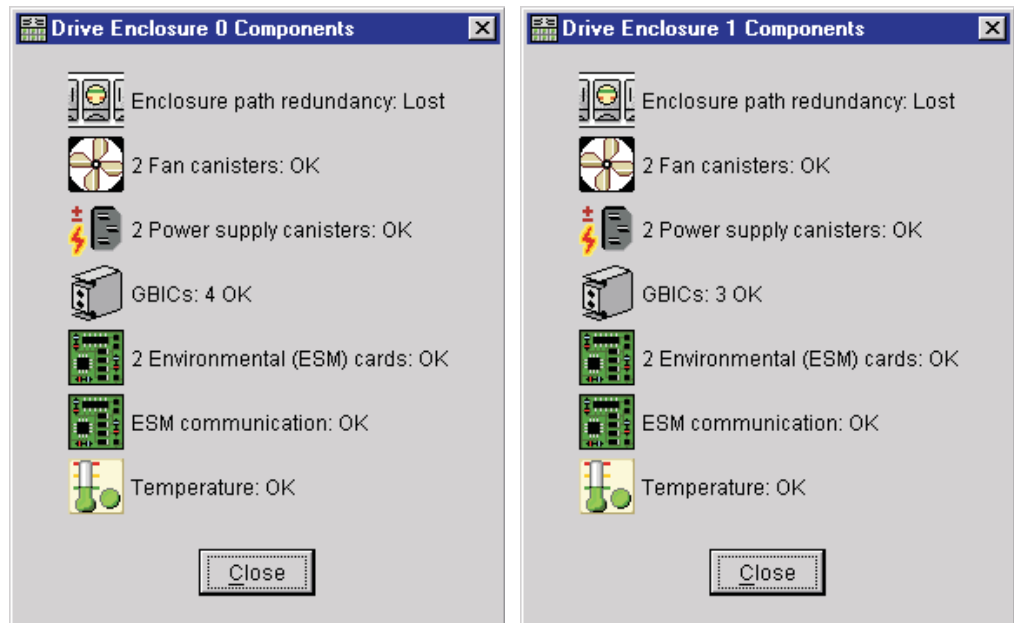 Drive Enclosure 0 Components
Enclosure path redundancy: Lost
2 Fan canisters: OK
2 Power supply canisters: OK
GBICs: 4 OK
2 Environmental (ESM) cards: OK
ESM communication: OK
Temperature: OK
Close
Drive Enclosure 1 Components
Enclosure path redundancy: Lost
2 Fan canisters: OK
2 Power supply canisters: OK
GBICs: 3 OK
2 Environmental (ESM) cards: OK
ESM communication: OK
Temperature: OK
Close